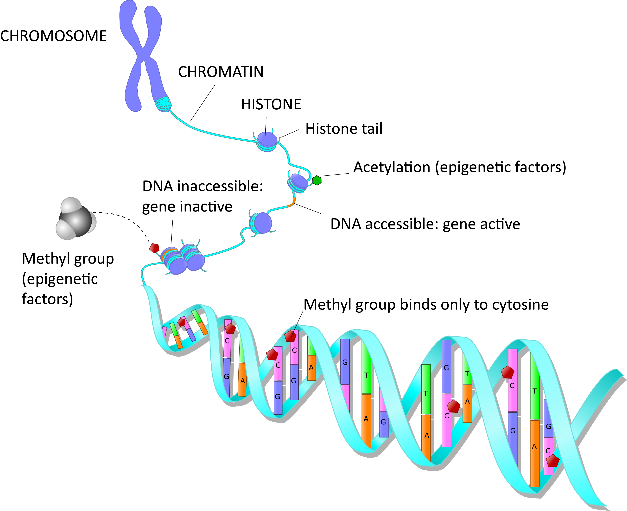 CHROMOSOME
CHROMATIN
HISTONE
Histone tail
Acetylation (epigenetic factors)
DNA inaccessible:
gene inactive
DNA accessible: gene active
Methyl group
(epigenetic
factors)
Methyl group binds only to cytosine
C
G
A
C
G
C
G
A
G
T
A
G
T
A
G
C
T
A
C
G
T
A
G
C